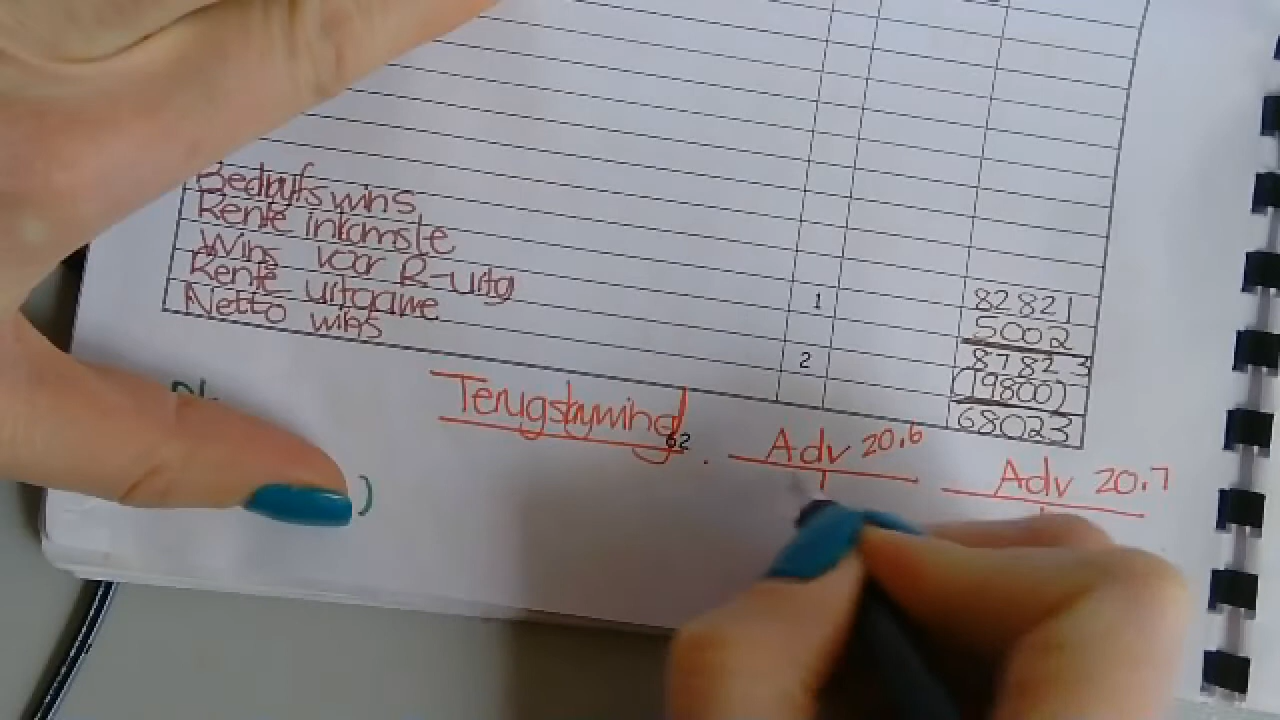 Bedryfswins 82821
Rente inkomste 1 5002
Wins voor R-uitg 87823
Rente uitgawe 2 (19800)
Netto wins 68023
62
Adv 20.6
Adv 20.7
)